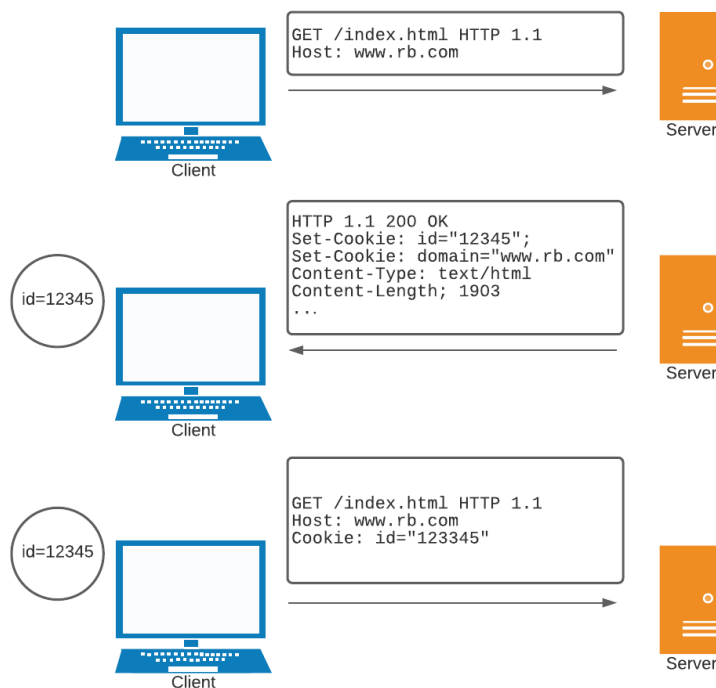 GET /index.html HTTP 1.1
Host: www.rb.com
Client
Server
HTTP 1.1 200 OK
Set-Cookie: id="12345";
Set-Cookie: domain="www.rb.com"
Content-Type: text/html
Content-Length; 1903
...
id=12345
Client
Server
GET /index.html HTTP 1.1
Host: www.rb.com
Cookie: id="123345"
id=12345
Client
Server